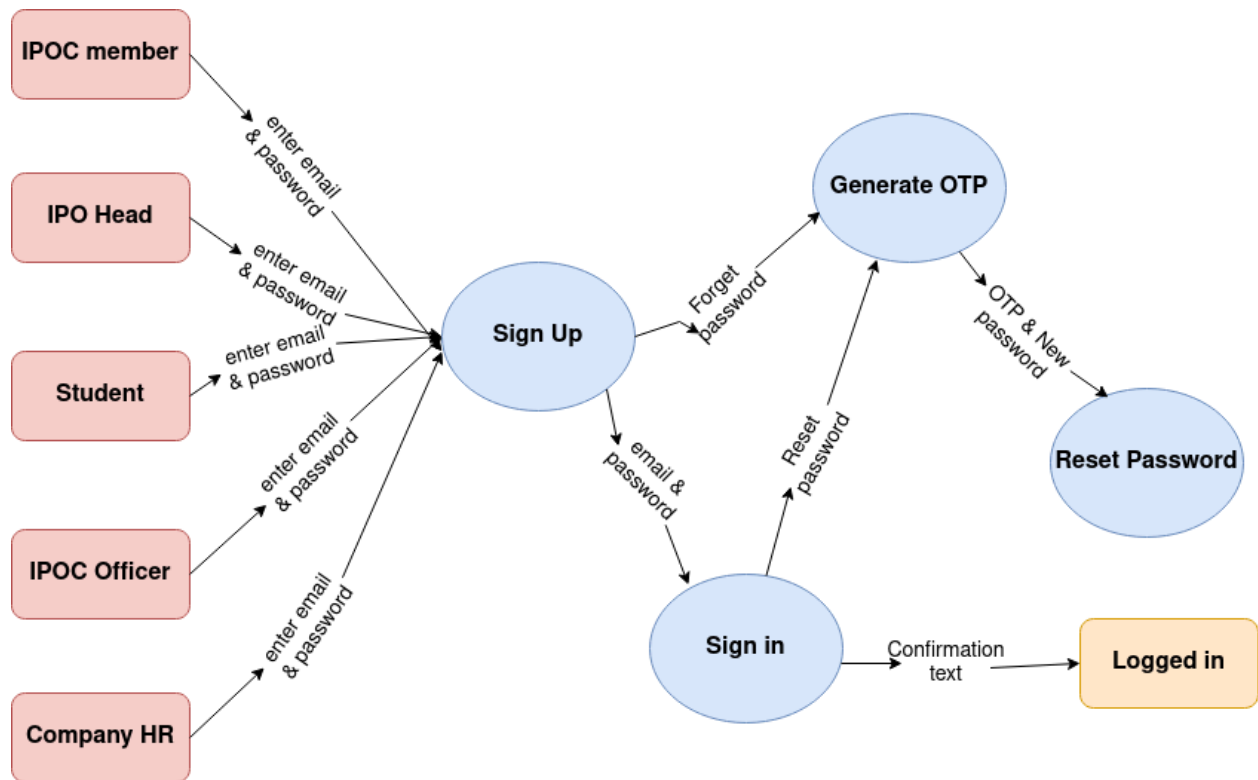 IPOC member
enter email
& password
IPO Head
enter email
& password
Student
enter email
& password
IPOC Officer
enter email
& password
Company HR
enter email
& password
Sign Up
Forget
password
Generate OTP
OTP & New
password
Reset Password
email &
password
Reset
password
Sign in
Confirmation
text
Logged in